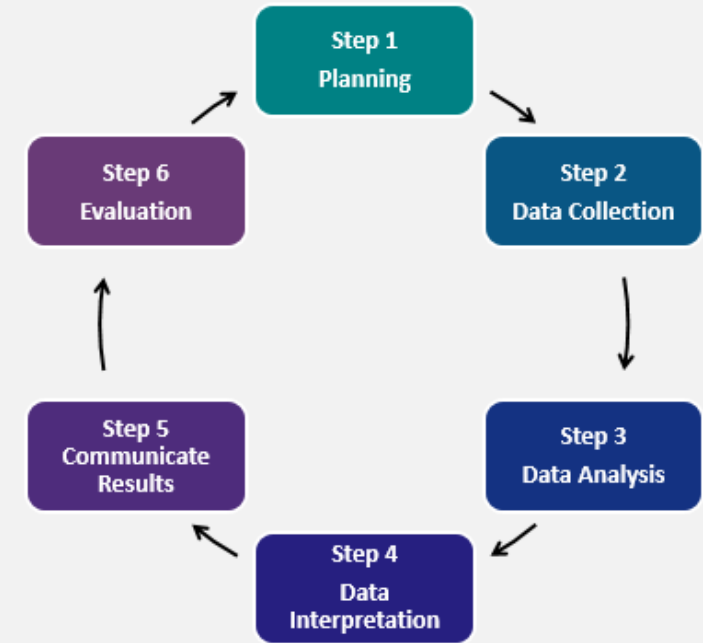 Step 1
Planning
Step 2
Data Collection
Step 3
Data Analysis
Step 4
Data
Interpretation
Step 5
Communicate
Results
Step 6
Evaluation